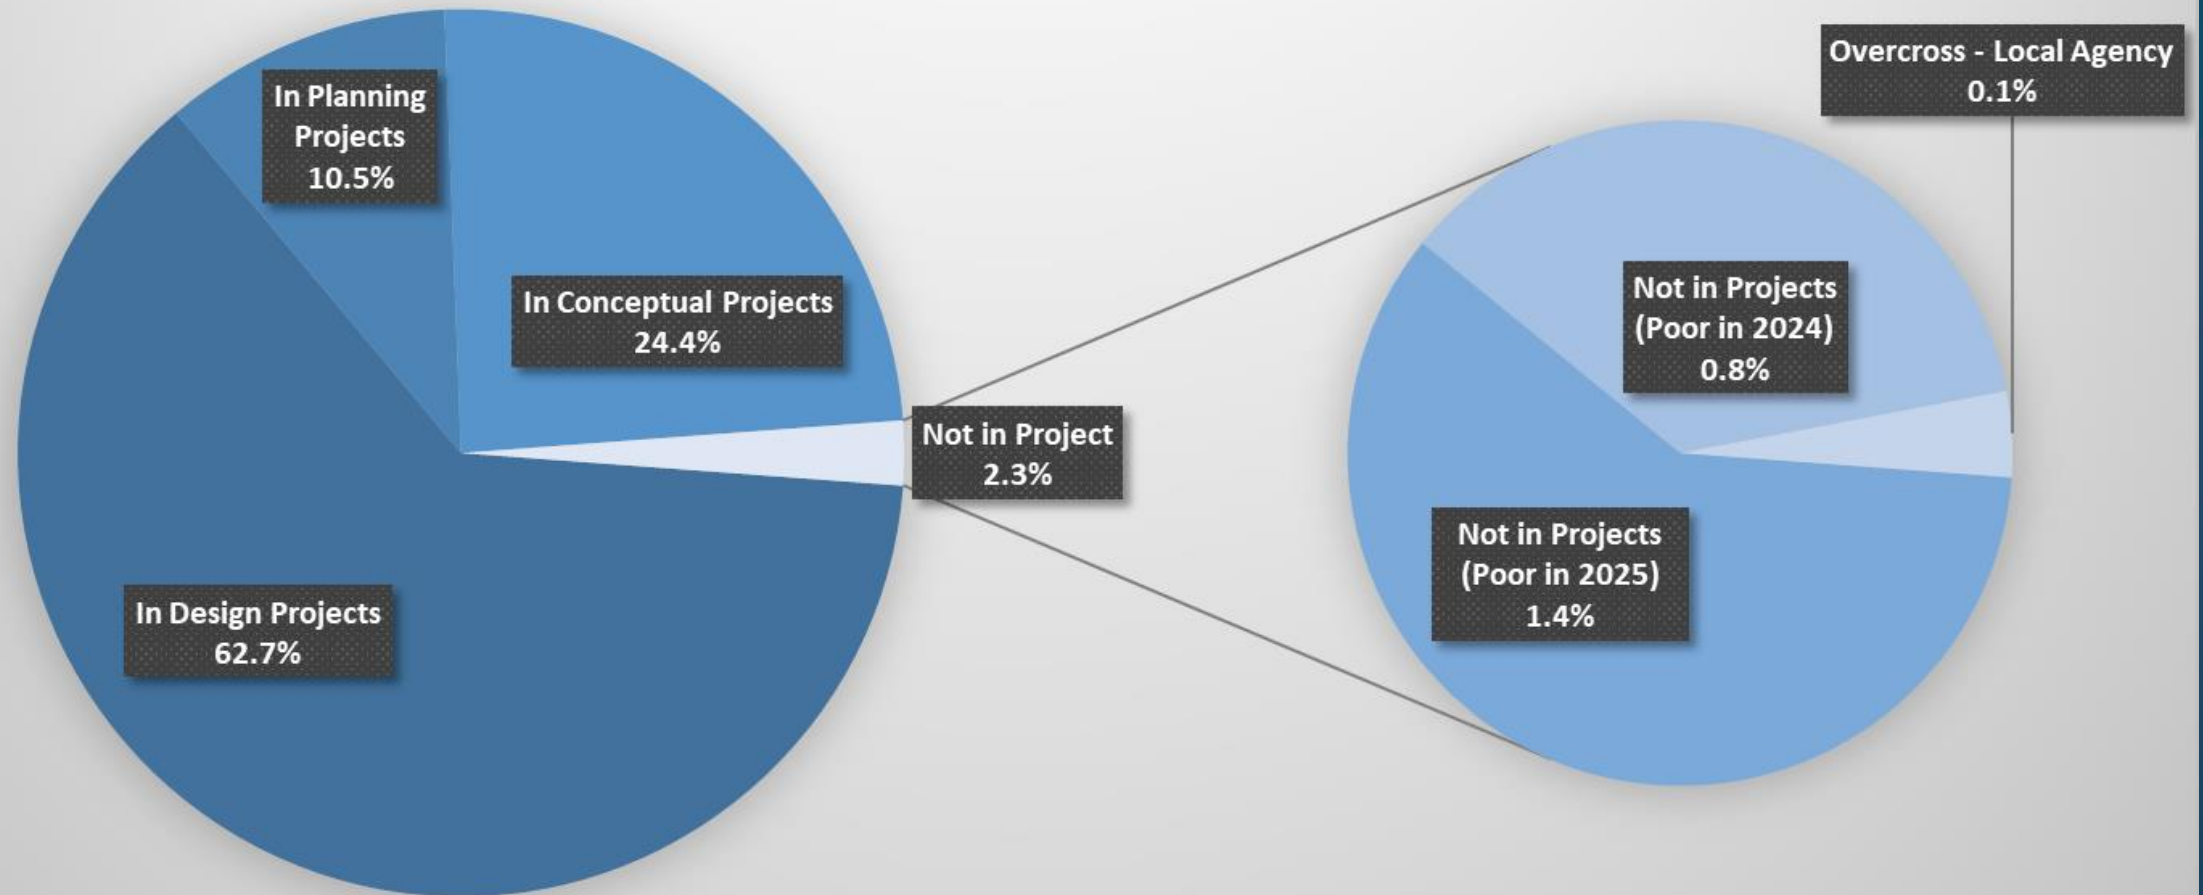 In Planning
Projects
10.5%
In Conceptual Projects
24.4%
Not in Project
2.3%
In Design Projects
62.7%
Overcross - Local Agency
0.1%
Not in Projects
(Poor in 2024)
0.8%
Not in Projects
(Poor in 2025)
1.4%